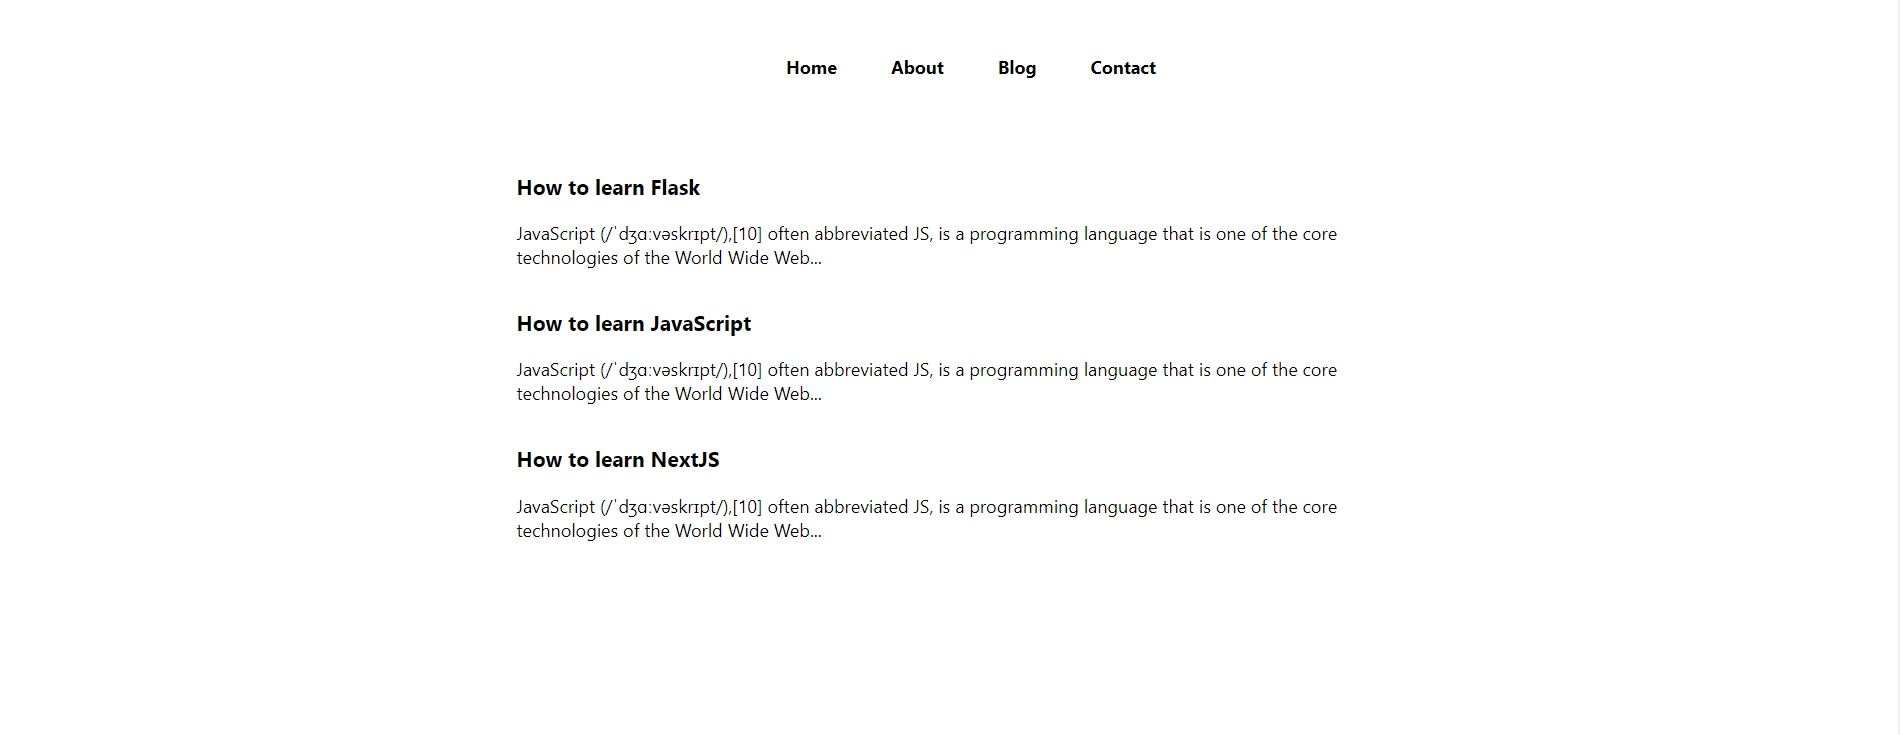 Home About Blog Contact
How to learn Flask
JavaScript (/ˈdʒɑːvəskrɪpt/),[10] often abbreviated JS, is a programming language that is one of the core
technologies of the World Wide Web...
How to learn JavaScript
JavaScript (/ˈdʒɑːvəskrɪpt/),[10] often abbreviated JS, is a programming language that is one of the core
technologies of the World Wide Web...
How to learn NextJS
JavaScript (/ˈdʒɑːvəskrɪpt/),[10] often abbreviated JS, is a programming language that is one of the core
technologies of the World Wide Web...